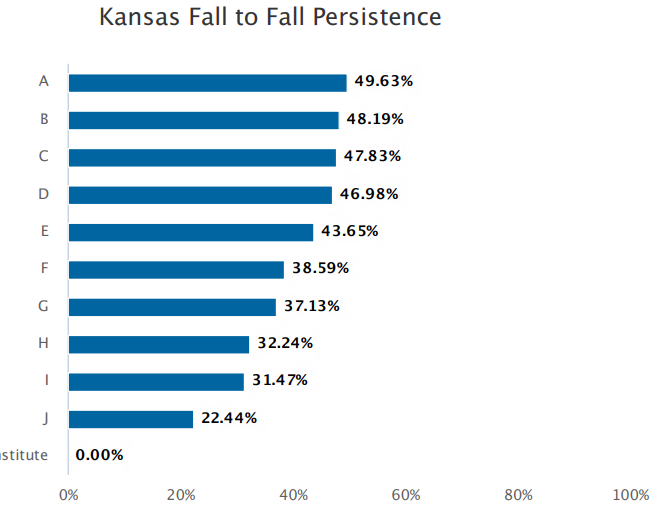 Kansas Fall to Fall Persistence
A 49.63%
B 48.19%
C 47.83%
D 46.98%
E 43.65%
F 38.59%
G 37.13%
H 32.24%
I 31.47%
J 22.44%
stitute 0.00%
0% 20% 40% 60% 80% 100%